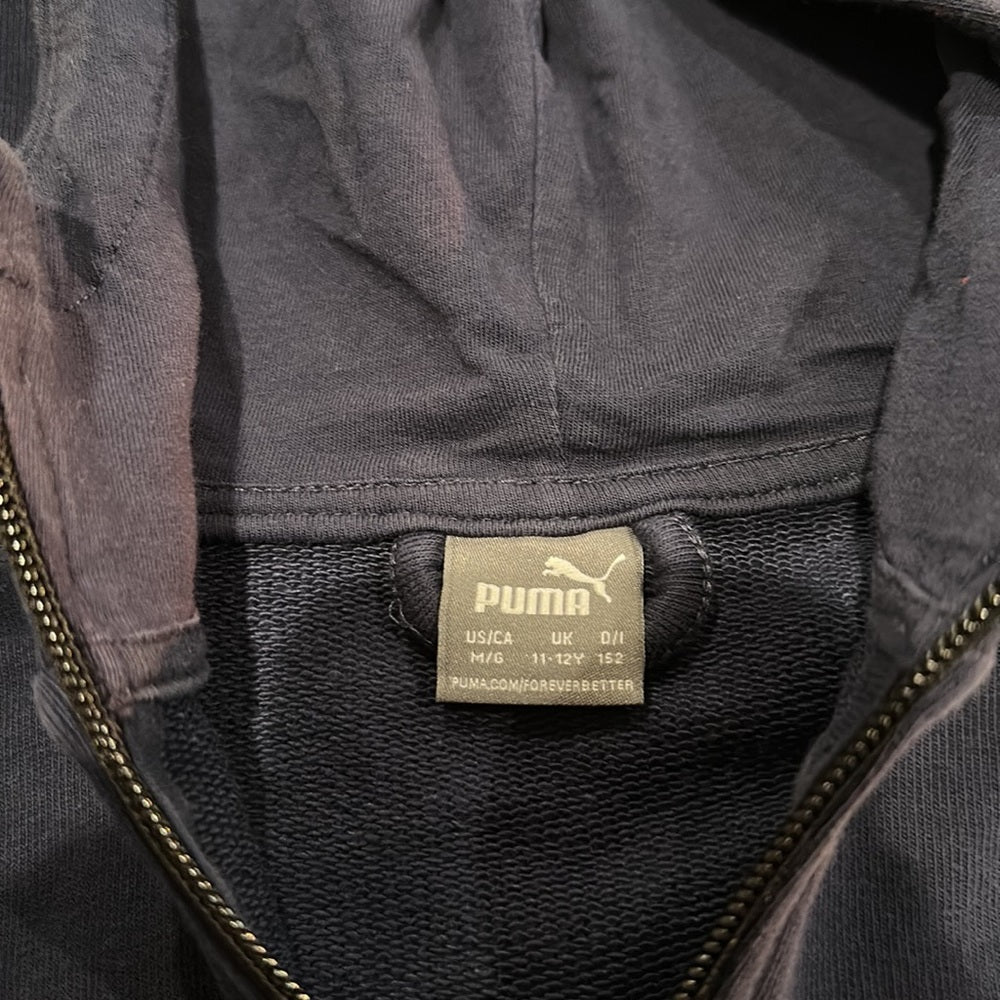 PUMA
US/CA UK D/I
M/G 11-12Y 152
PUMA.COM/FOREVERBETTER